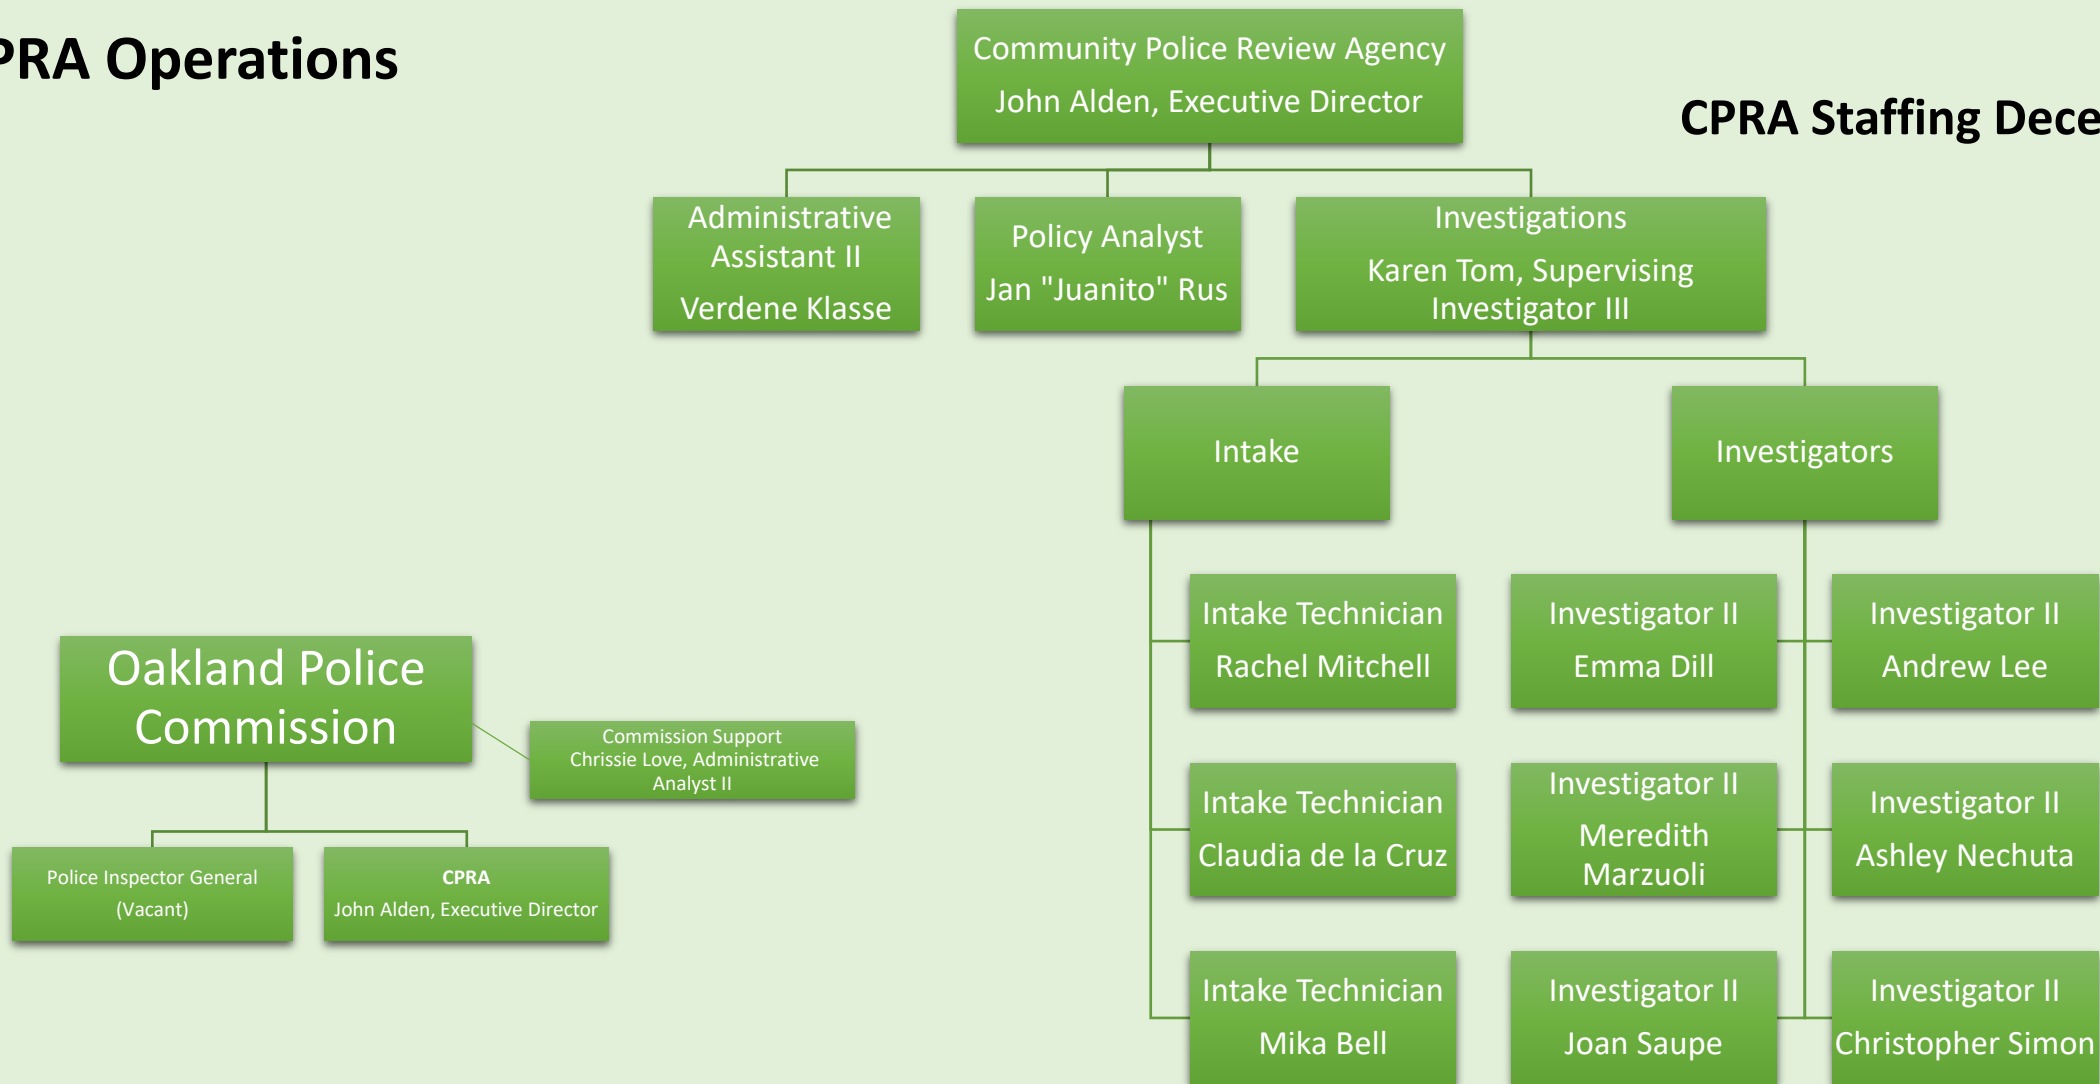 PRA Operations
CPRA Staffing Dece
Community Police Review Agency
John Alden, Executive Director
Administrative
Assistant II
Verdene Klasse
Policy Analyst
Jan "Juanito" Rus
Investigations
Karen Tom, Supervising
Investigator III
Intake
Investigators
Intake Technician
Rachel Mitchell
Investigator II
Emma Dill
Investigator II
Andrew Lee
Intake Technician
Claudia de la Cruz
Investigator II
Meredith
Marzuoli
Investigator II
Ashley Nechuta
Intake Technician
Mika Bell
Investigator II
Joan Saupe
Investigator II
Christopher Simon
Oakland Police
Commission
Commission Support
Chrissie Love, Administrative
Analyst II
Police Inspector General
(Vacant)
CPRA
John Alden, Executive Director